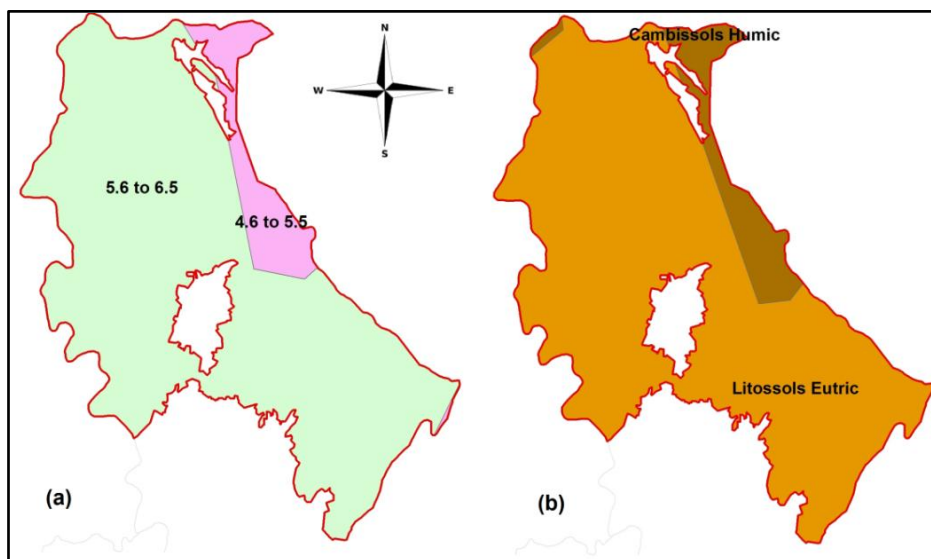 N
W
E
S
5.6 to 6.5
4.6 to 5.5
(a)
Cambissols Humic
Litossols Eutric
(b)